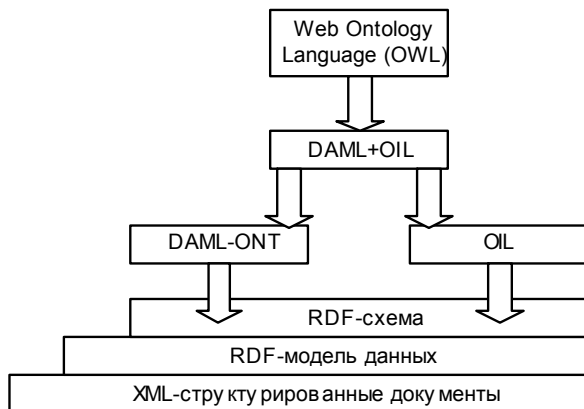 Web Ontology
Language (OWL)
DAML+OIL
DAML-ONT
OIL
RDF-схема
RDF-модель данных
XML-структурированные документы